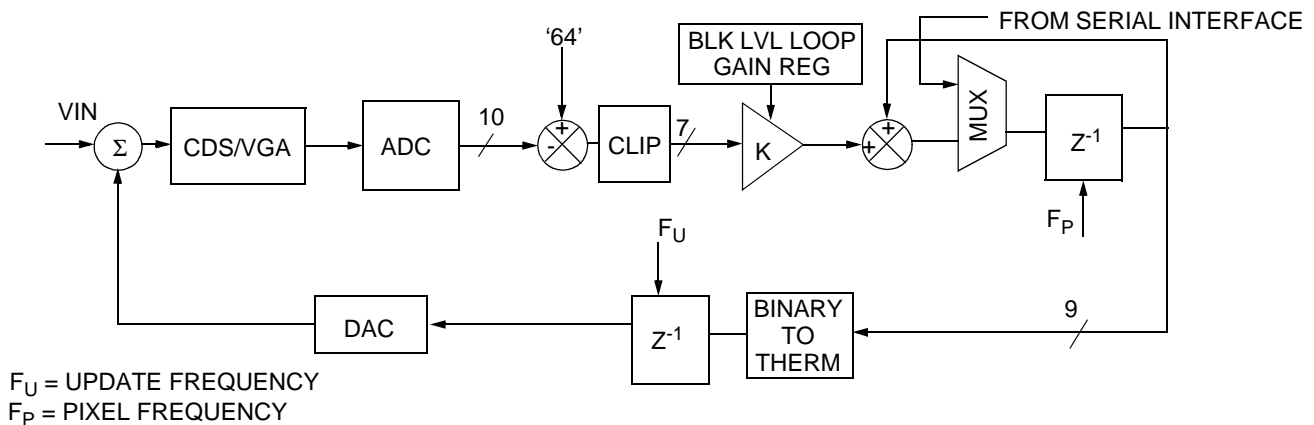 FROM SERIAL INTERFACE
‘64’
BLK LVL LOOP
GAIN REG
VIN
Σ
CDS/VGA
ADC
10
+
-
CLIP
7
K
+
+
MUX
Z-1
FP
FU
DAC
Z-1
BINARY
TO
THERM
9
FU = UPDATE FREQUENCY
FP = PIXEL FREQUENCY